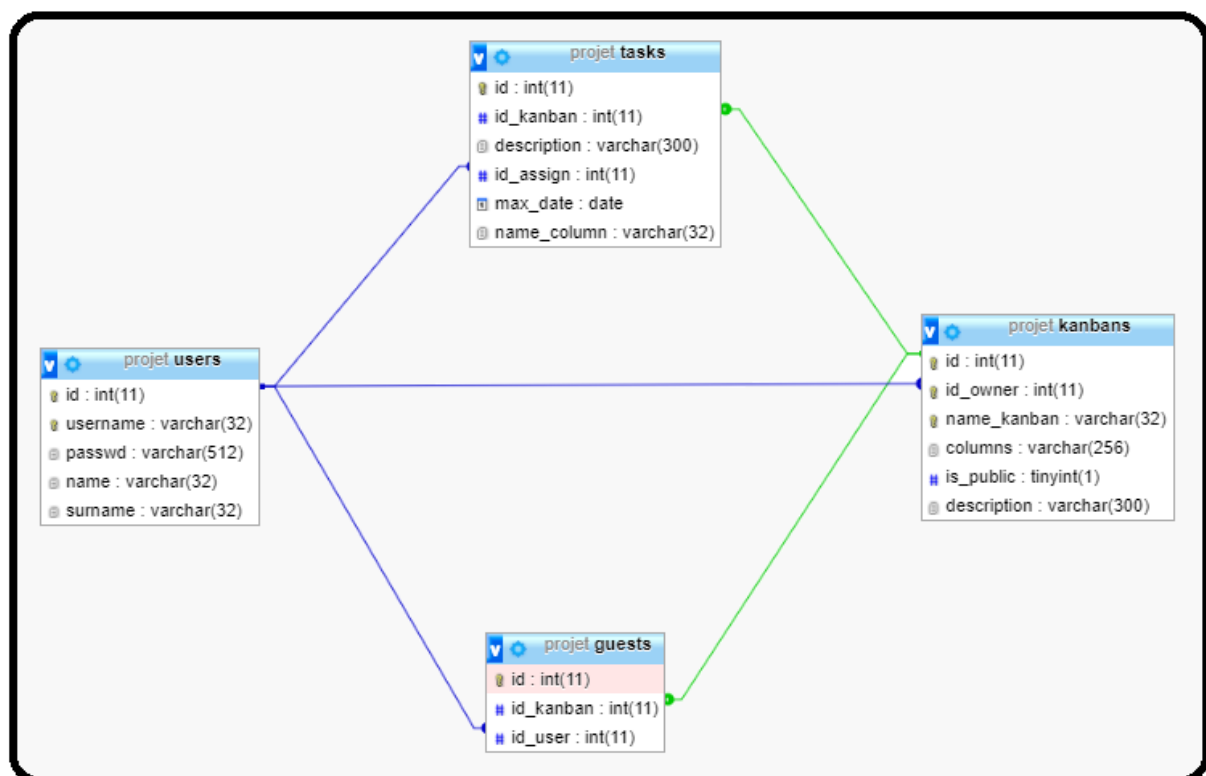 projet tasks
id : int(11)
id_kanban : int(11)
description : varchar(300)
id_assign : int(11)
max_date : date
name_column : varchar(32)
projet users
id : int(11)
username : varchar(32)
passwd : varchar(512)
name : varchar(32)
surname : varchar(32)
projet kanbans
id : int(11)
id_owner : int(11)
name_kanban : varchar(32)
columns : varchar(256)
is_public : tinyint(1)
description : varchar(300)
projet guests
id : int(11)
id_kanban : int(11)
id_user : int(11)